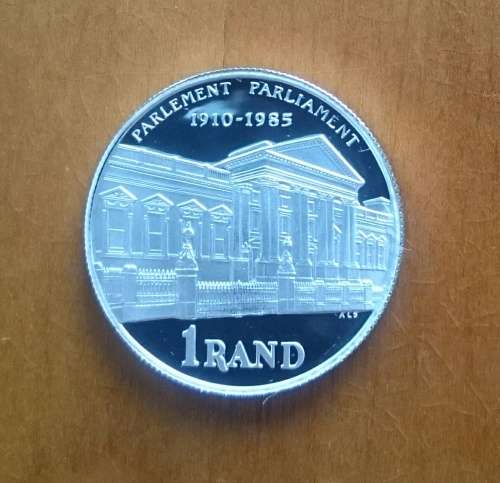 PARLEMENT PARLIAMENT
1910-1985
ALS
1 RAND